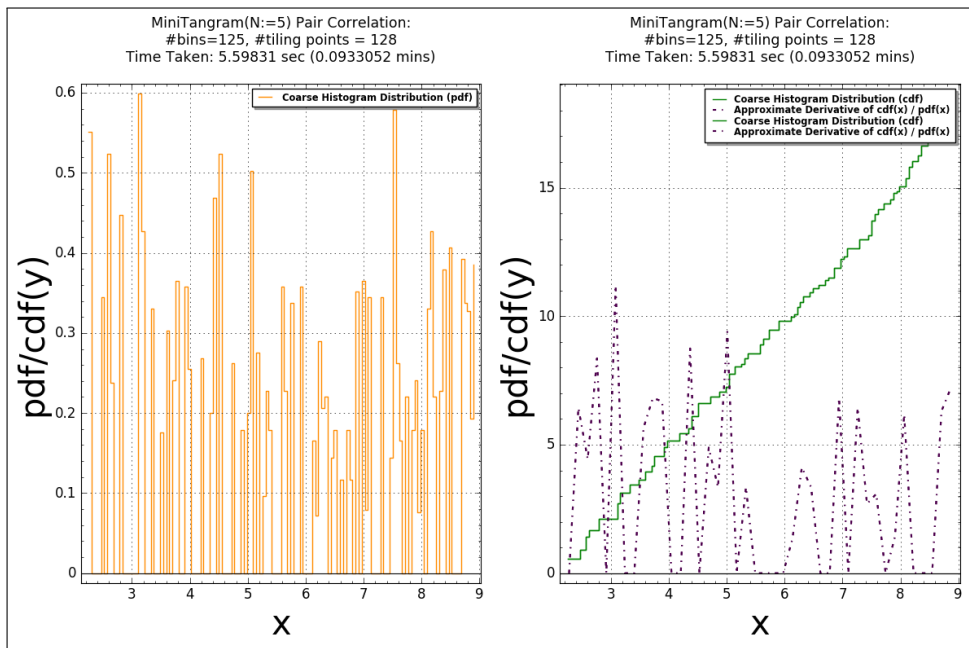 MiniTangram(N:=5) Pair Correlation:
#bins=125, #tiling points = 128
Time Taken: 5.59831 sec (0.0933052 mins)
Coarse Histogram Distribution (pdf)
pdf/cdf(y)
0.6
0.5
0.4
0.3
0.2
0.1
0
3 4 5 6 7 8 9
x
MiniTangram(N:=5) Pair Correlation:
#bins=125, #tiling points = 128
Time Taken: 5.59831 sec (0.0933052 mins)
Coarse Histogram Distribution (cdf)
Approximate Derivative of cdf(x) / pdf(x)
Coarse Histogram Distribution (cdf)
Approximate Derivative of cdf(x) / pdf(x)
pdf/cdf(y)
15
10
5
0
3 4 5 6 7 8 9
x